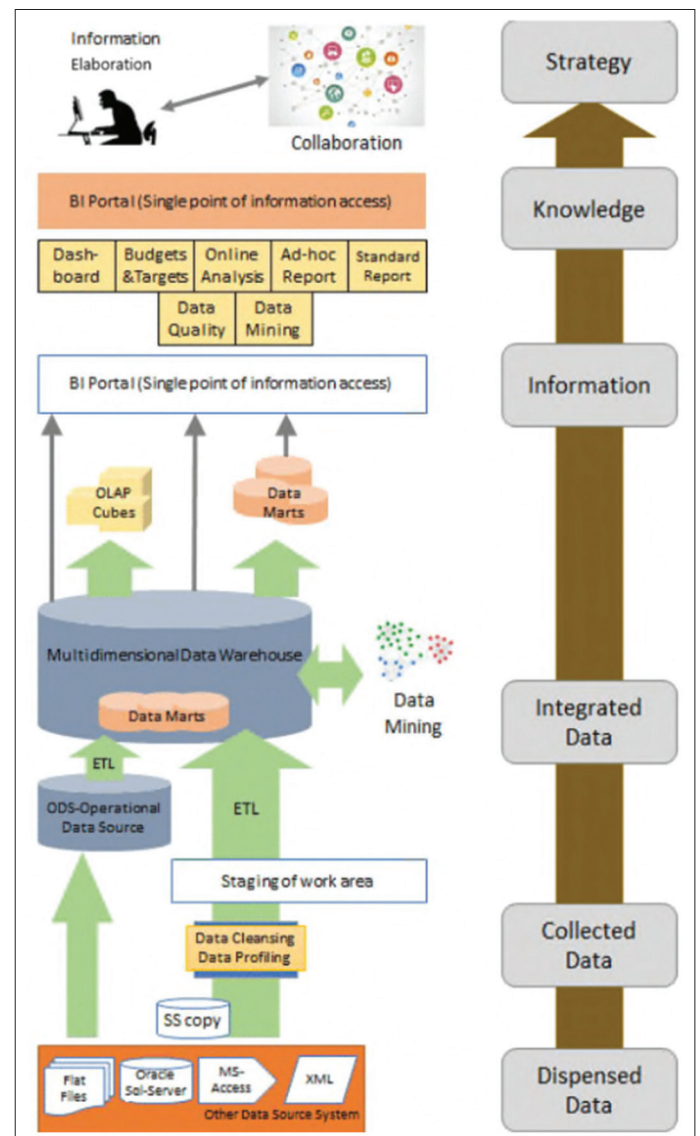 Information
Elaboration
Collaboration
Strategy
BI Portal (Single point of information access)
Knowledge
Dash-
board
Budgets
&Targets
Online
Analysis
Ad-hoc
Report
Standard
Report
Data
Quality
Data
Mining
BI Portal (Single point of information access)
Information
OLAP
Cubes
Data
Marts
Multidimensional Data Warehouse
Data Marts
Data
Mining
Integrated
Data
ETL
ODS-Operational
Data Source
ETL
Staging of work area
Data Cleansing
Data Profiling
Collected
Data
SS copy
Flat
Files
Oracle
Sql-Server
MS-
Access
XML
Other Data Source System
Dispensed
Data